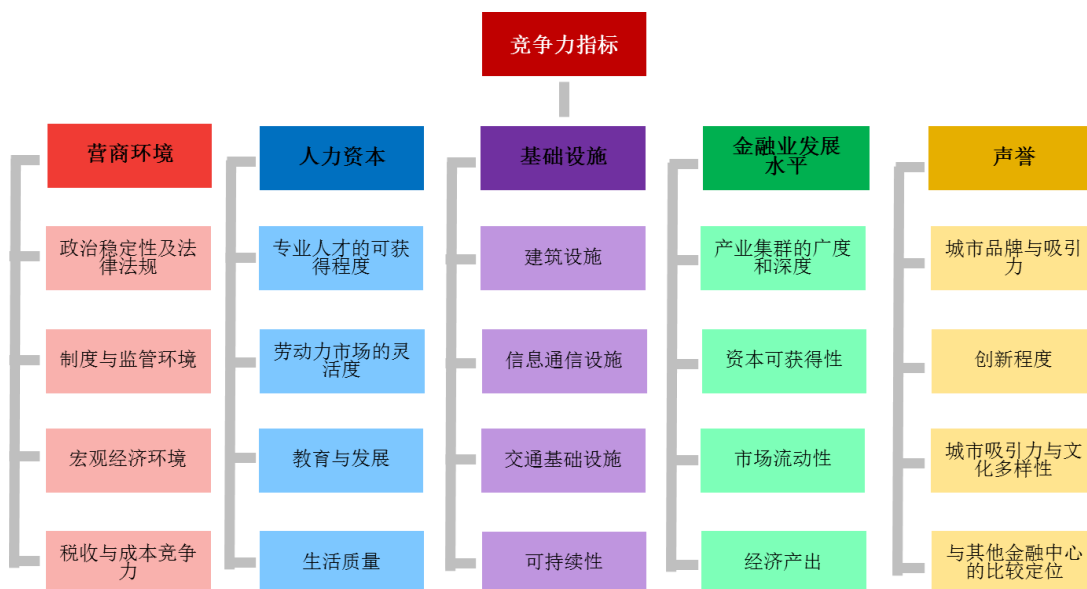 竞争力指标
营商环境
人力资本
基础设施
金融业发展
水平
声誉
政治稳定性及法
律法规
专业人才的可获
得程度
建筑设施
产业集群的广度
和深度
城市品牌与吸引
力
制度与监管环境
劳动力市场的灵
活度
信息通信设施
资本可获得性
创新程度
宏观经济环境
教育与发展
交通基础设施
市场流动性
城市吸引力与文
化多样性
税收与成本竞争
力
生活质量
可持续性
经济产出
与其他金融中心
的比较定位